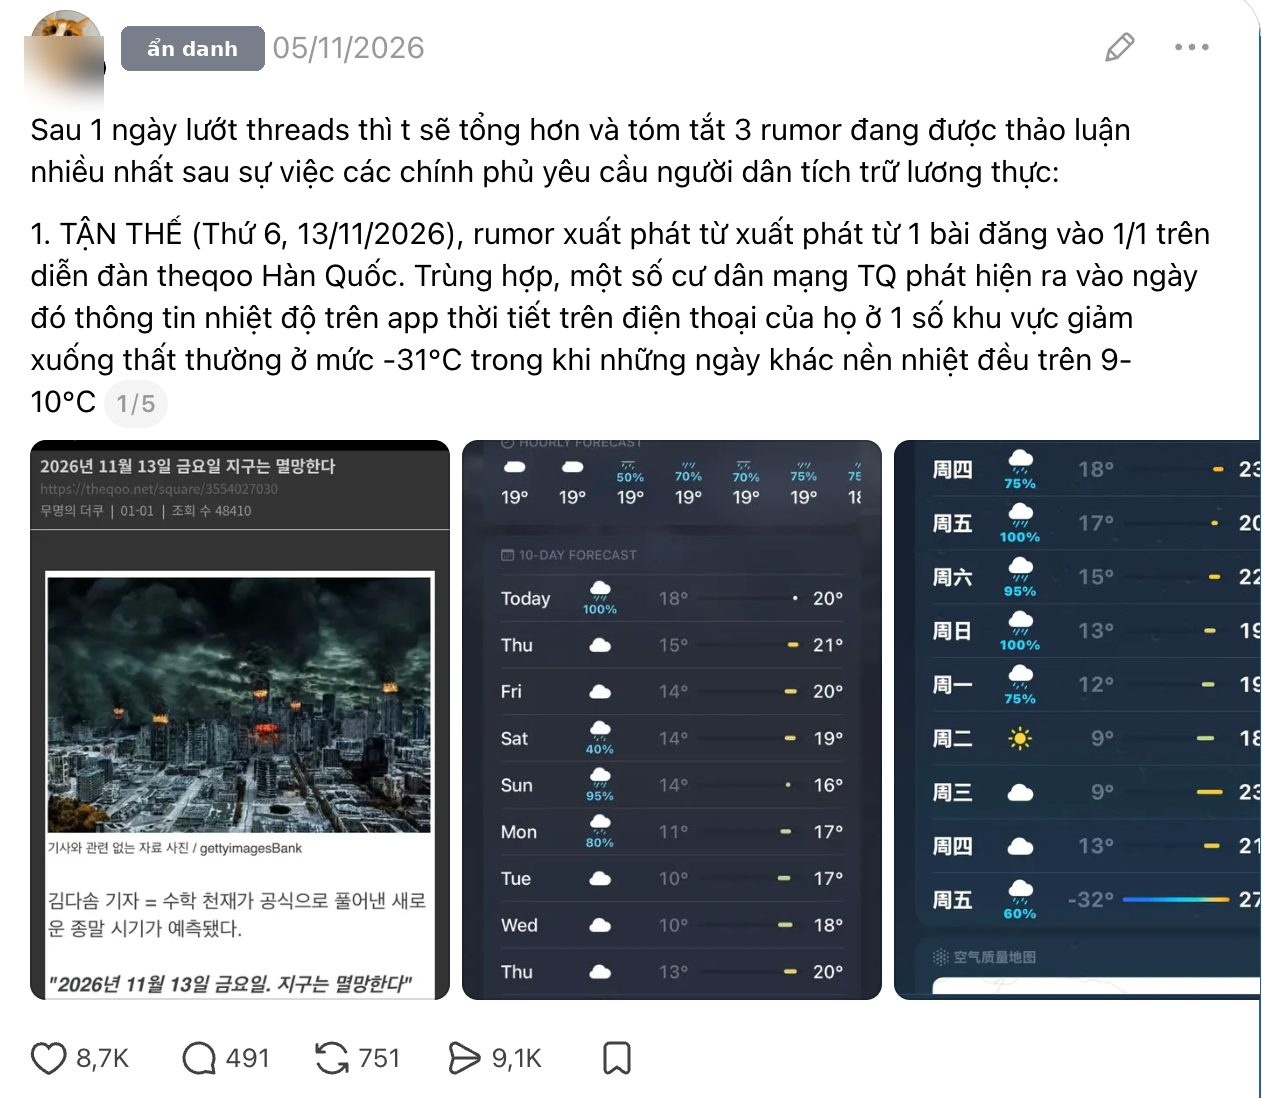 ẩn danh 05/11/2026
Sau 1 ngày lướt threads thì t sẽ tổng hơn và tóm tắt 3 rumor đang được thảo luận
nhiều nhất sau sự việc các chính phủ yêu cầu người dân tích trữ lương thực:
1. TẬN THẾ (Thứ 6, 13/11/2026), rumor xuất phát từ xuất phát từ 1 bài đăng vào 1/1 trên
diễn đàn theqoo Hàn Quốc. Trùng hợp, một số cư dân mạng TQ phát hiện ra vào ngày
đó thông tin nhiệt độ trên app thời tiết trên điện thoại của họ ở 1 số khu vực giảm
xuống thất thường ở mức -31°C trong khi những ngày khác nền nhiệt đều trên 9-
10°C 1/5
2026년 11월 13일 금요일 지구는 멸망한다
https://theqoo.net/square/3554027030
무명의 더쿠 | 01-01 | 조회 수 48410
기사와 관련 없는 자료 사진 / gettyimagesBank
김다솜 기자 = 수학 천재가 공식으로 풀어낸 새로
운 종말 시기가 예측됐다.
"2026년 11월 13일 금요일. 지구는 멸망한다"
HOURLY FORECAST
50% 70% 70% 75% 75
19° 19° 19° 19° 19° 19° 18
10-DAY FORECAST
Today 100% 18° 20°
Thu 15° 21°
Fri 14° 20°
Sat 40% 14° 19°
Sun 95% 14° 16°
Mon 80% 11° 17°
Tue 10° 17°
Wed 10° 18°
Thu 13° 20°
周四 75% 18° 23
周五 100% 17° 20
周六 95% 15° 22
周日 100% 13° 19
周一 75% 12° 19
周二 9° 18
周三 9° 23
周四 13° 21
周五 60% -32° 27
空气质量地图
8,7K 491 751 9,1K